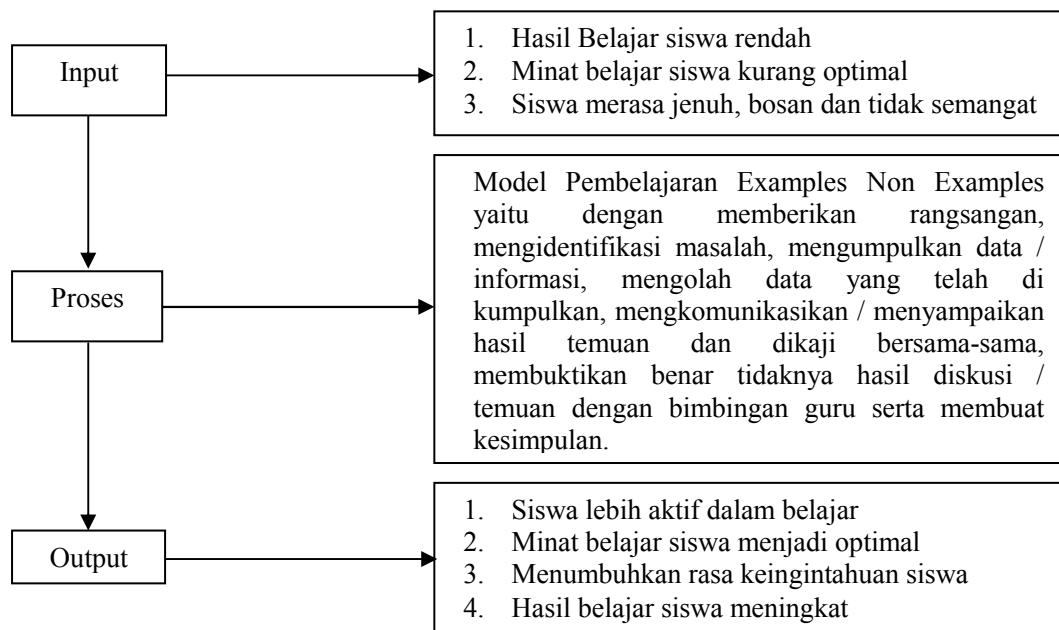 Input
1. Hasil Belajar siswa rendah
2. Minat belajar siswa kurang optimal
3. Siswa merasa jenuh, bosan dan tidak semangat
Proses
Model Pembelajaran Examples Non Examples
yaitu dengan memberikan rangsangan,
mengidentifikasi masalah, mengumpulkan data /
informasi, mengolah data yang telah di
kumpulkan, mengkomunikasikan / menyampaikan
hasil temuan dan dikaji bersama-sama,
membuktikan benar tidaknya hasil diskusi /
temuan dengan bimbingan guru serta membuat
kesimpulan.
Output
1. Siswa lebih aktif dalam belajar
2. Minat belajar siswa menjadi optimal
3. Menumbuhkan rasa keingintahuan siswa
4. Hasil belajar siswa meningkat